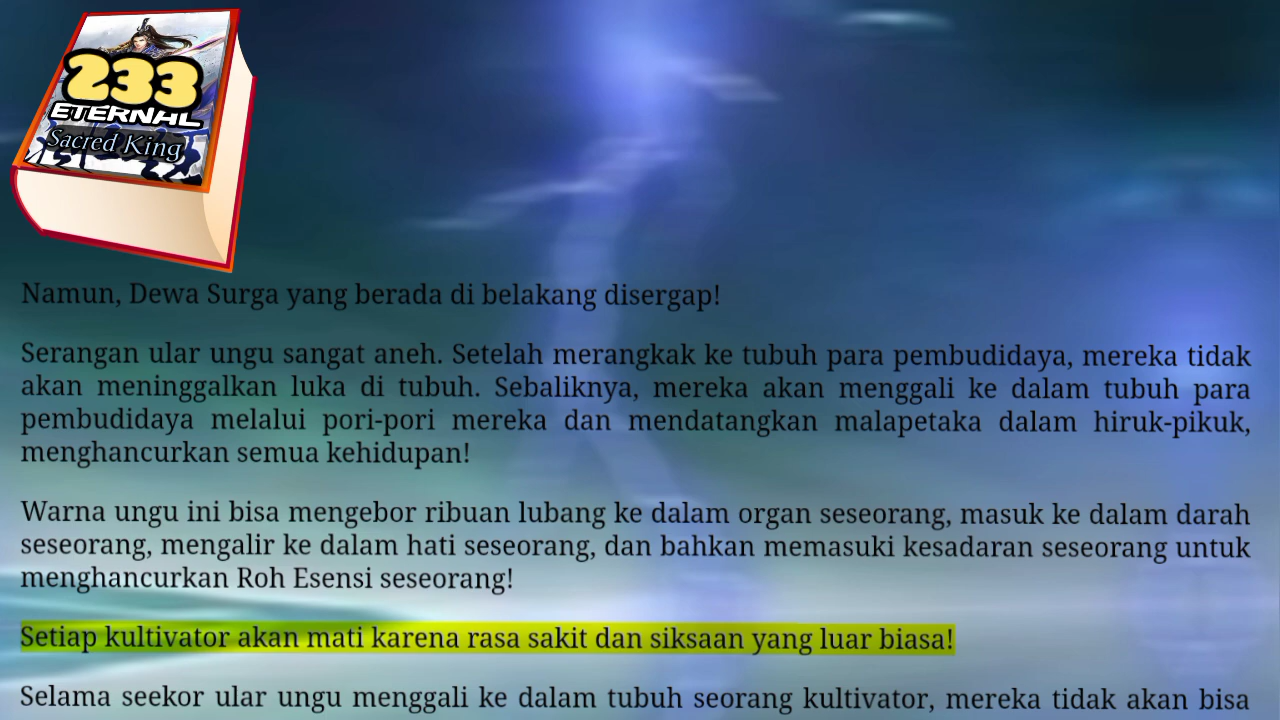 233
ETERNAL
Sacred King
Namun, Dewa Surga yang berada di belakang disergap!
Serangan ular ungu sangat aneh. Setelah merangkak ke tubuh para pembudidaya, mereka tidak
akan meninggalkan luka di tubuh. Sebaliknya, mereka akan menggali ke dalam tubuh para
pembudidaya melalui pori-pori mereka dan mendatangkan malapetaka dalam hiruk-pikuk,
menghancurkan semua kehidupan!
Warna ungu ini bisa mengebor ribuan lubang ke dalam organ seseorang, masuk ke dalam darah
seseorang, mengalir ke dalam hati seseorang, dan bahkan memasuki kesadaran seseorang untuk
menghancurkan Roh Esensi seseorang!
Setiap kultivator akan mati karena rasa sakit dan siksaan yang luar biasa!
Selama seekor ular ungu menggali ke dalam tubuh seorang kultivator, mereka tidak akan bisa